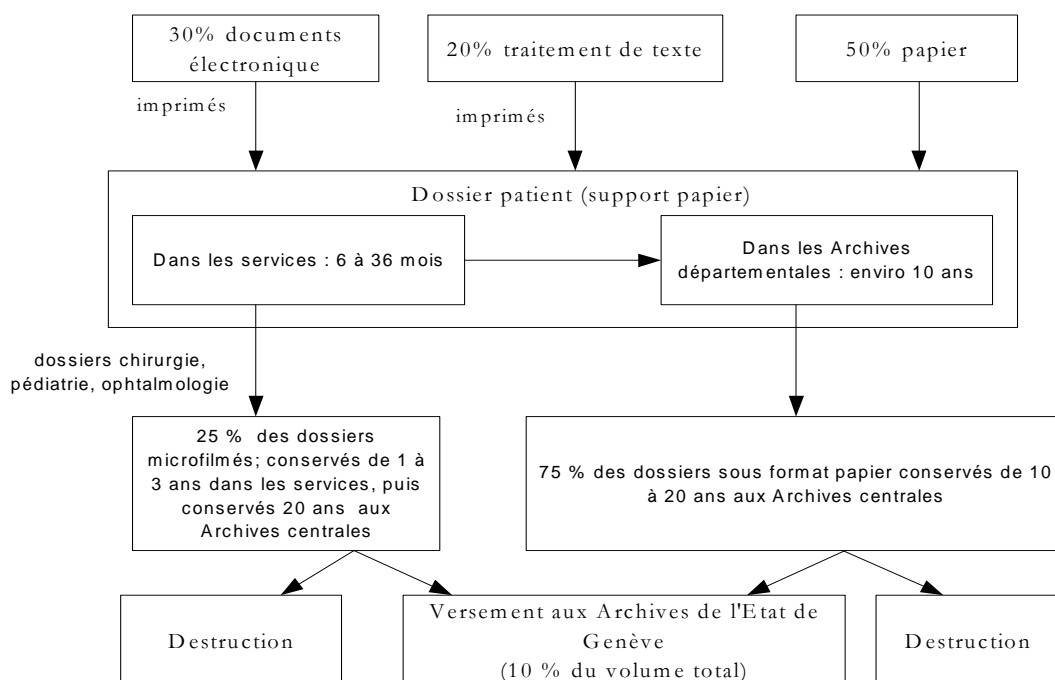 30% documents
électronique
20% traitement de texte
50% papier
imprimés
imprimés
Dossier patient (support papier)
Dans les services : 6 à 36 mois
Dans les Archives
départementales : enviro 10 ans
dossiers chirurgie,
pédiatrie, ophtalmologie
25 % des dossiers
microfilmés; conservés de 1 à
3 ans dans les services, puis
conservés 20 ans aux
Archives centrales
75 % des dossiers sous format papier conservés de 10
à 20 ans aux Archives centrales
Destruction
Versement aux Archives de l'Etat de
Genève
(10 % du volume total)
Destruction